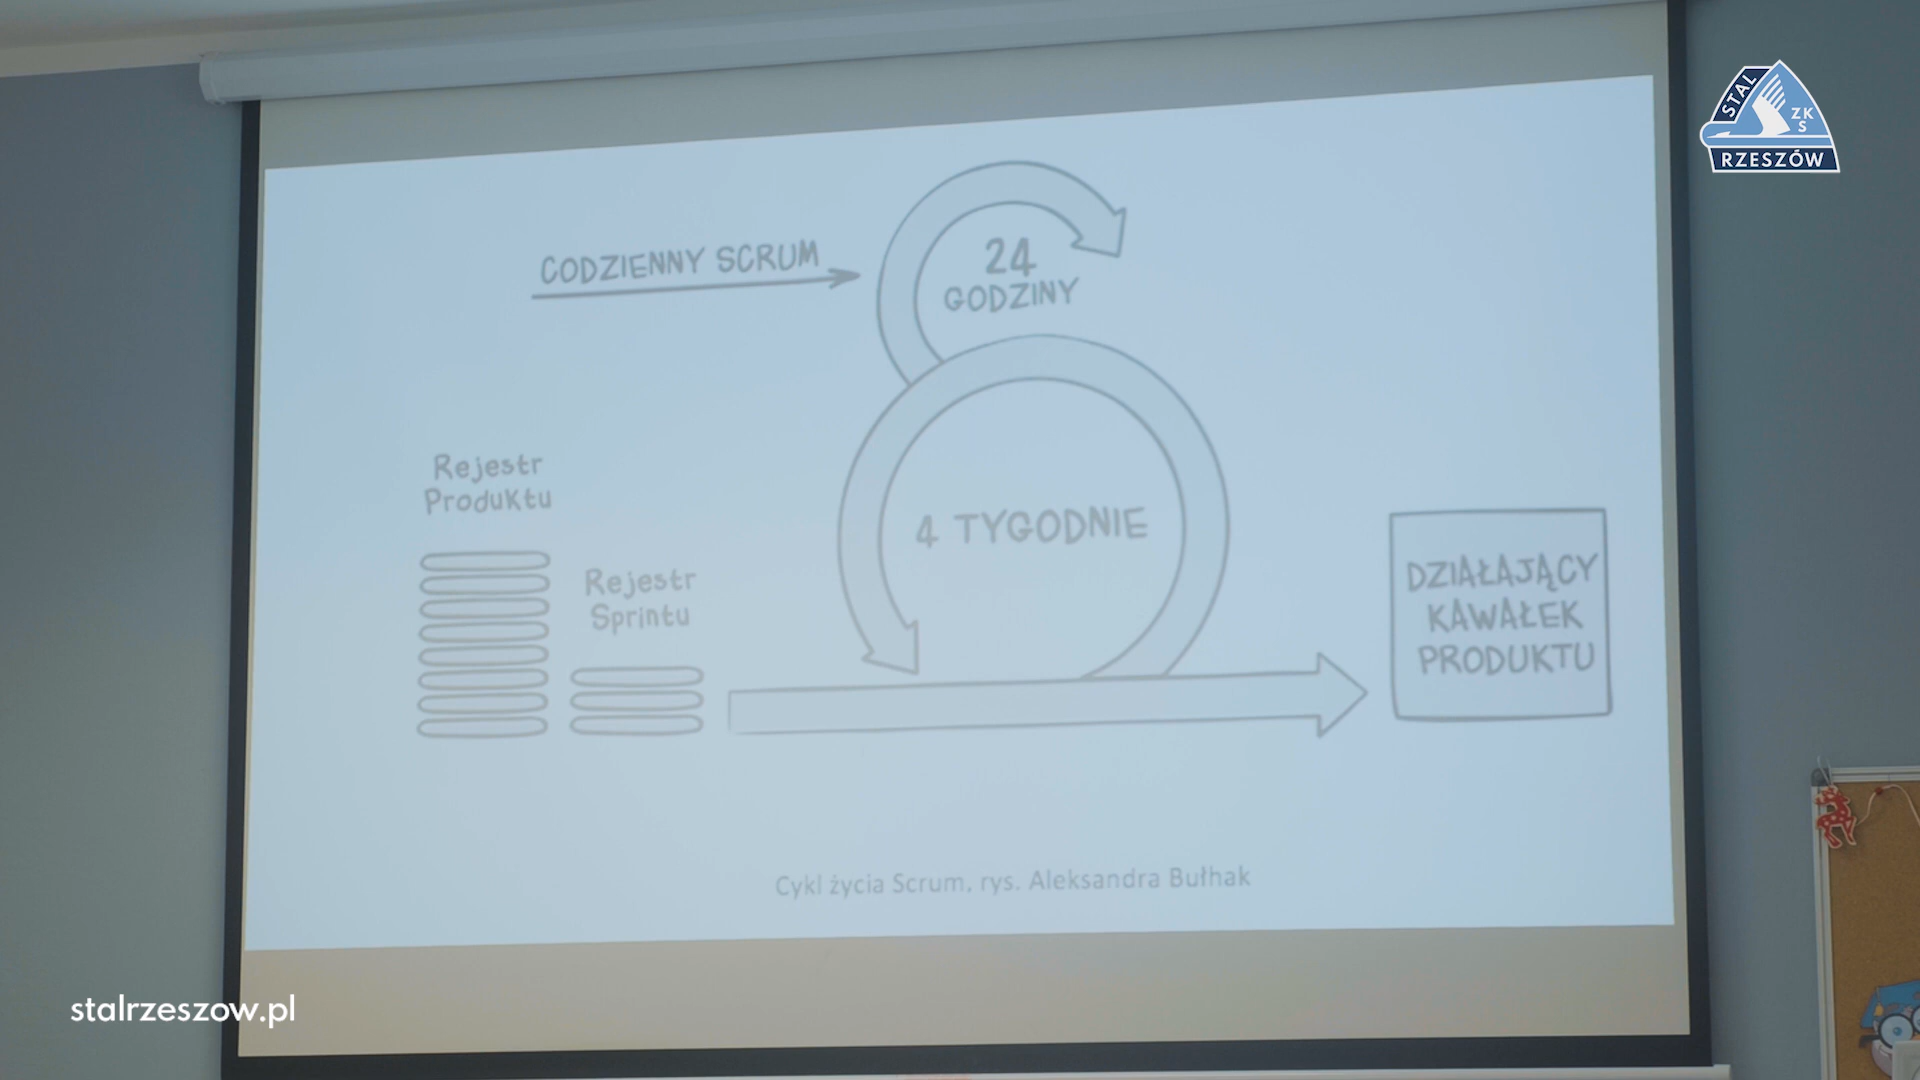 STAL
ZK
S
RZESZÓW
CODZIENNY SCRUM
24
GODZINY
Rejestr
Produktu
4 TYGODNIE
Rejestr
Sprintu
DZIAŁAJĄCY
KAWAŁEK
PRODUKTU
Cykl życia Scrum, rys. Aleksandra Bułhak
stalrzeszow.pl